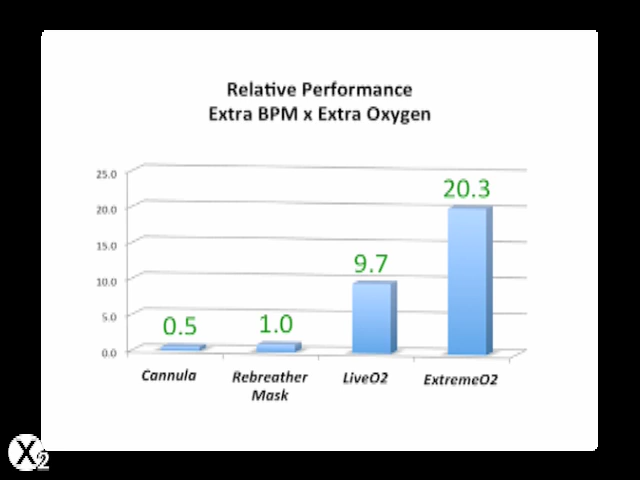 Relative Performance
Extra BPM x Extra Oxygen
25.0
20.0
15.0
10.0
5.0
0.0
0.5
1.0
9.7
20.3
Cannula
Rebreather
Mask
LiveO2
ExtremeO2
X2